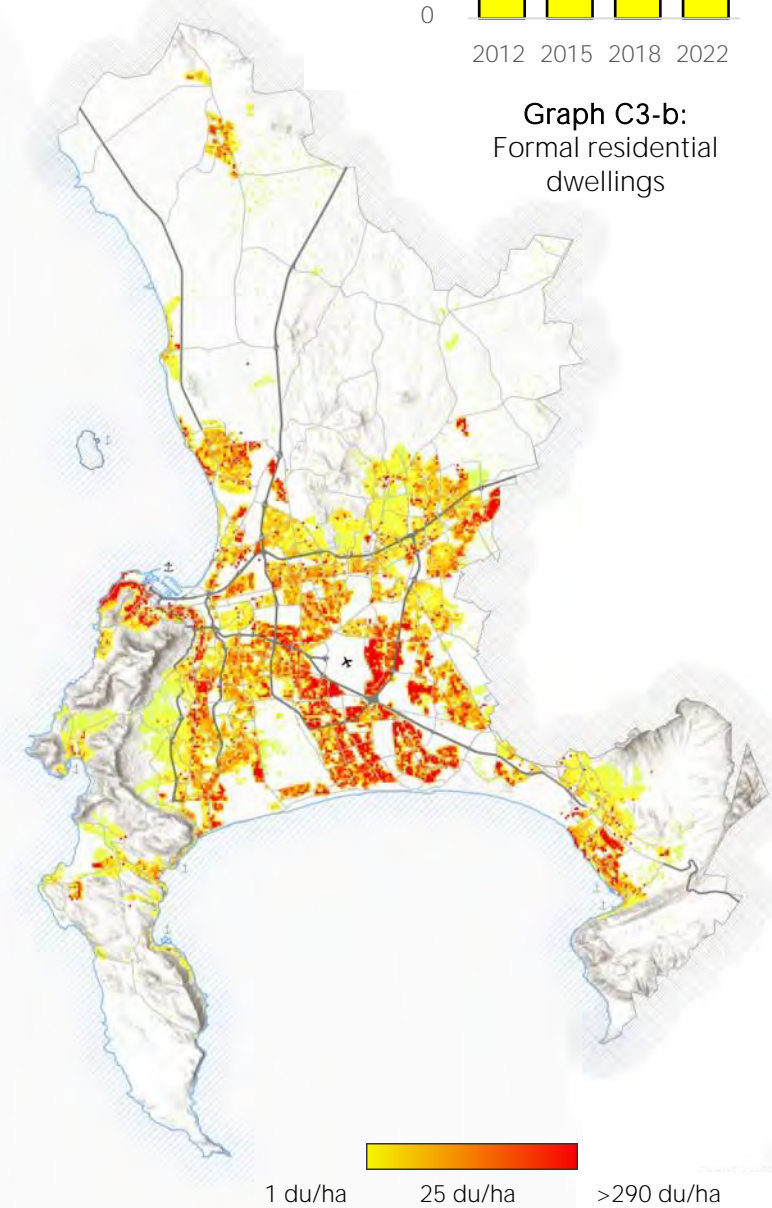 0
2012 2015 2018 2022
Graph C3-b:
Formal residential
dwellings
1 du/ha 25 du/ha >290 du/ha